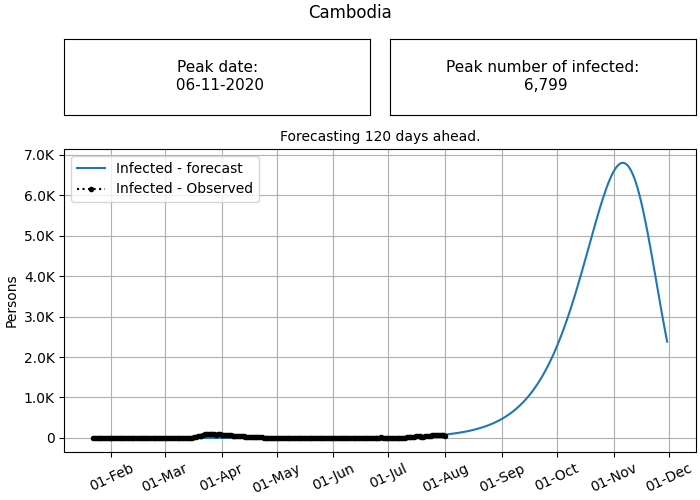 Cambodia
Peak date:
06-11-2020
Peak number of infected:
6,799
Forecasting 120 days ahead.
Infected - forecast
Infected - Observed
7.0K
6.0K
5.0K
4.0K
3.0K
2.0K
1.0K
0
Persons
01-Feb
01-Mar
01-Apr
01-May
01-Jun
01-Jul
01-Aug
01-Sep
01-Oct
01-Nov
01-Dec